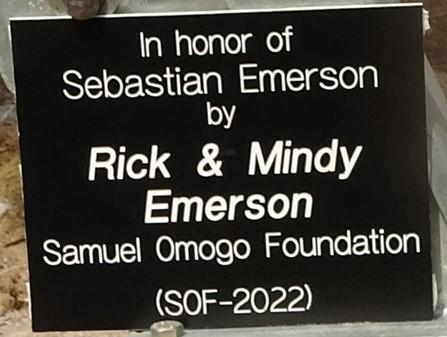 In honor of
Sebastian Emerson
by
Rick & Mindy
Emerson
Samuel Omogo Foundation
(SOF-2022)